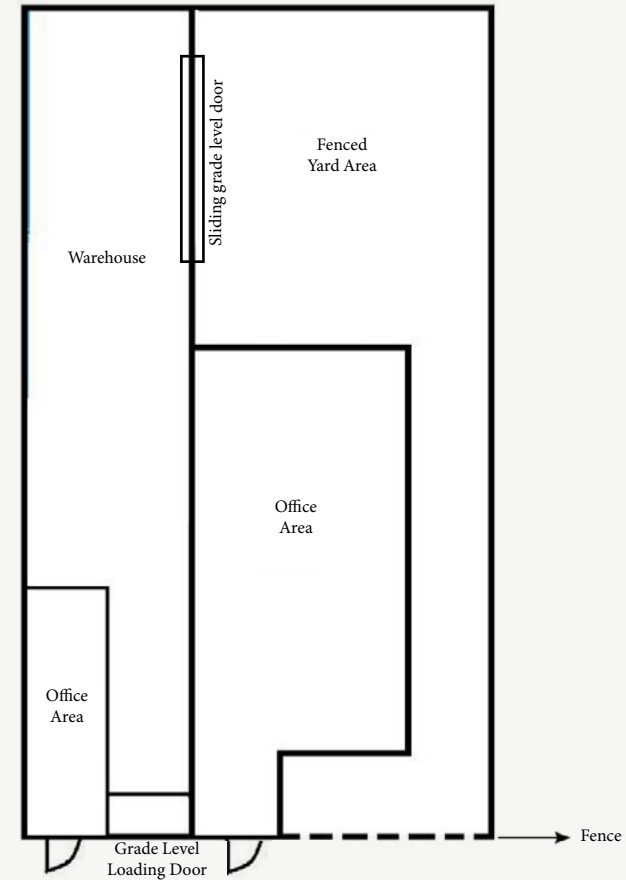 Sliding grade level door
Fenced
Yard Area
Warehouse
Office
Area
Office
Area
Grade Level
Loading Door
Fence